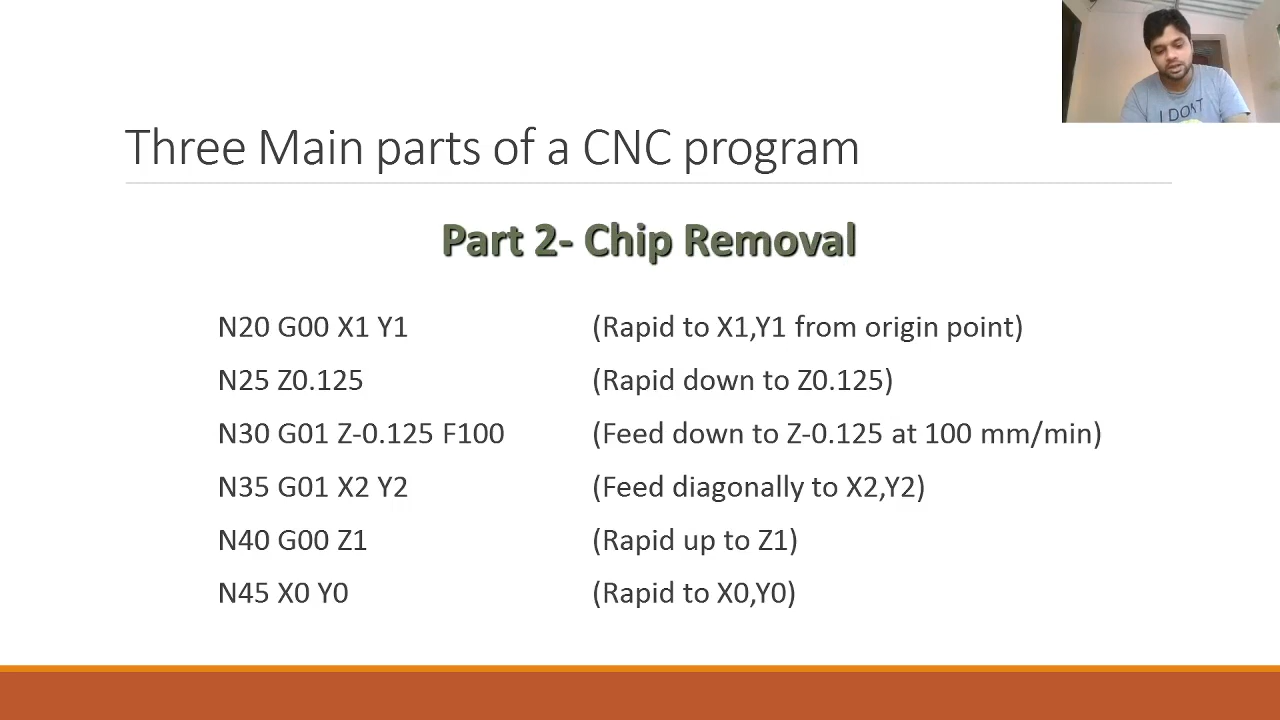 Three Main parts of a CNC program
Part 2- Chip Removal
N20 G00 X1 Y1 (Rapid to X1,Y1 from origin point)
N25 Z0.125 (Rapid down to Z0.125)
N30 G01 Z-0.125 F100 (Feed down to Z-0.125 at 100 mm/min)
N35 G01 X2 Y2 (Feed diagonally to X2,Y2)
N40 G00 Z1 (Rapid up to Z1)
N45 X0 Y0 (Rapid to X0,Y0)
I DON'T